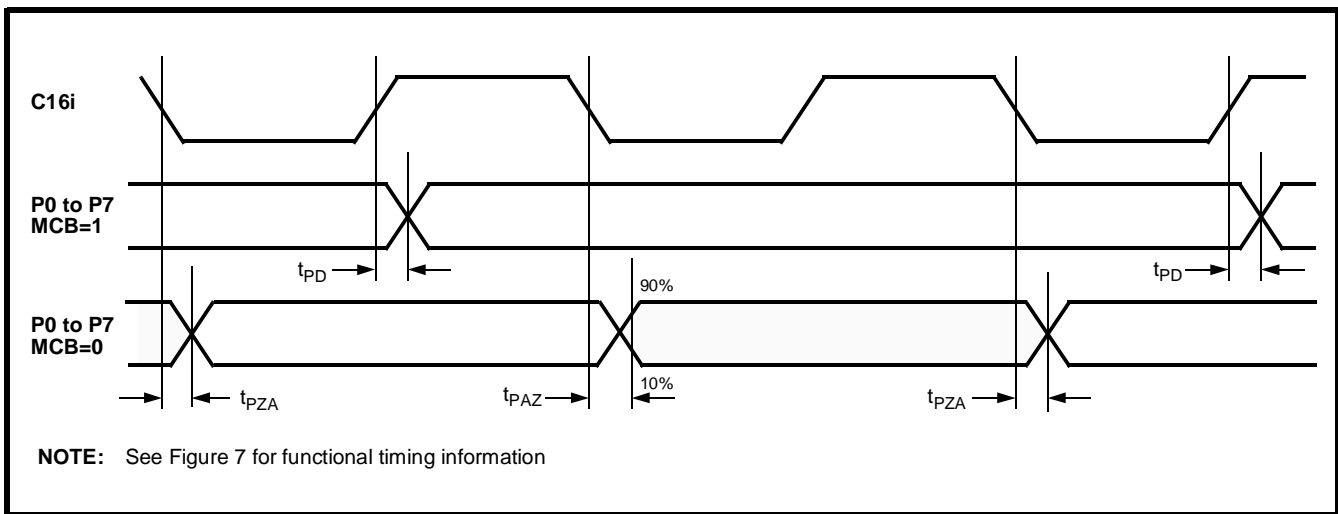 C16i
P0 to P7
MCB=1
tPD
tPD
90%
P0 to P7
MCB=0
10%
tPZA
tPAZ
tPZA
NOTE: See Figure 7 for functional timing information